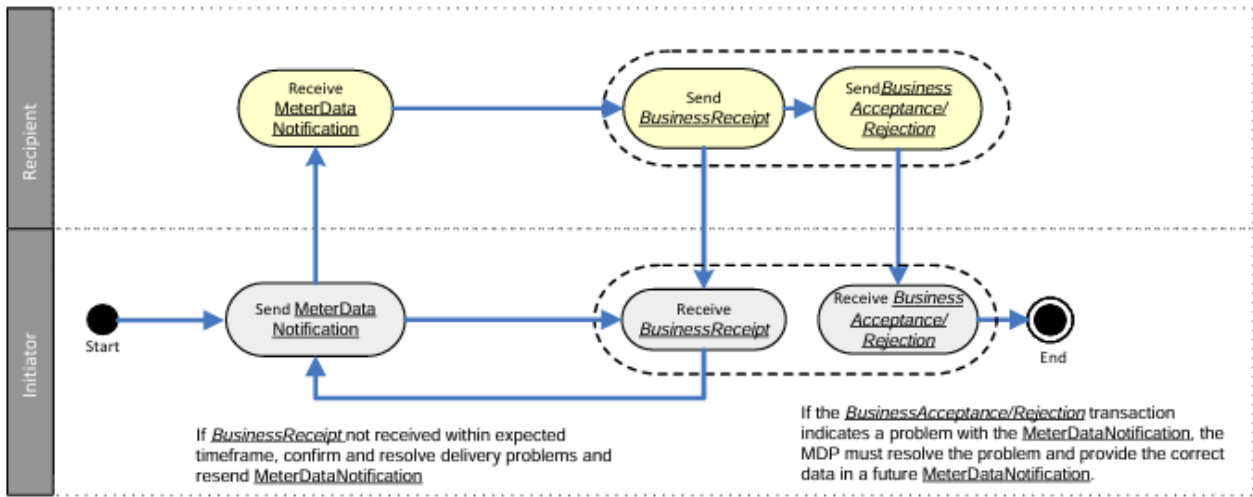 Recipient
Receive
MeterData
Notification
Send
BusinessReceipt
SendBusiness
Acceptance/
Rejection
Initiator
Start
Send MeterData
Notification
Receive
BusinessReceipt
Receive Business
Acceptance/
Rejection
End
If BusinessReceipt not received within expected
timeframe, confirm and resolve delivery problems and
resend MeterDataNotification
If the BusinessAcceptance/Rejection transaction
indicates a problem with the MeterDataNotification, the
MDP must resolve the problem and provide the correct
data in a future MeterDataNotification.